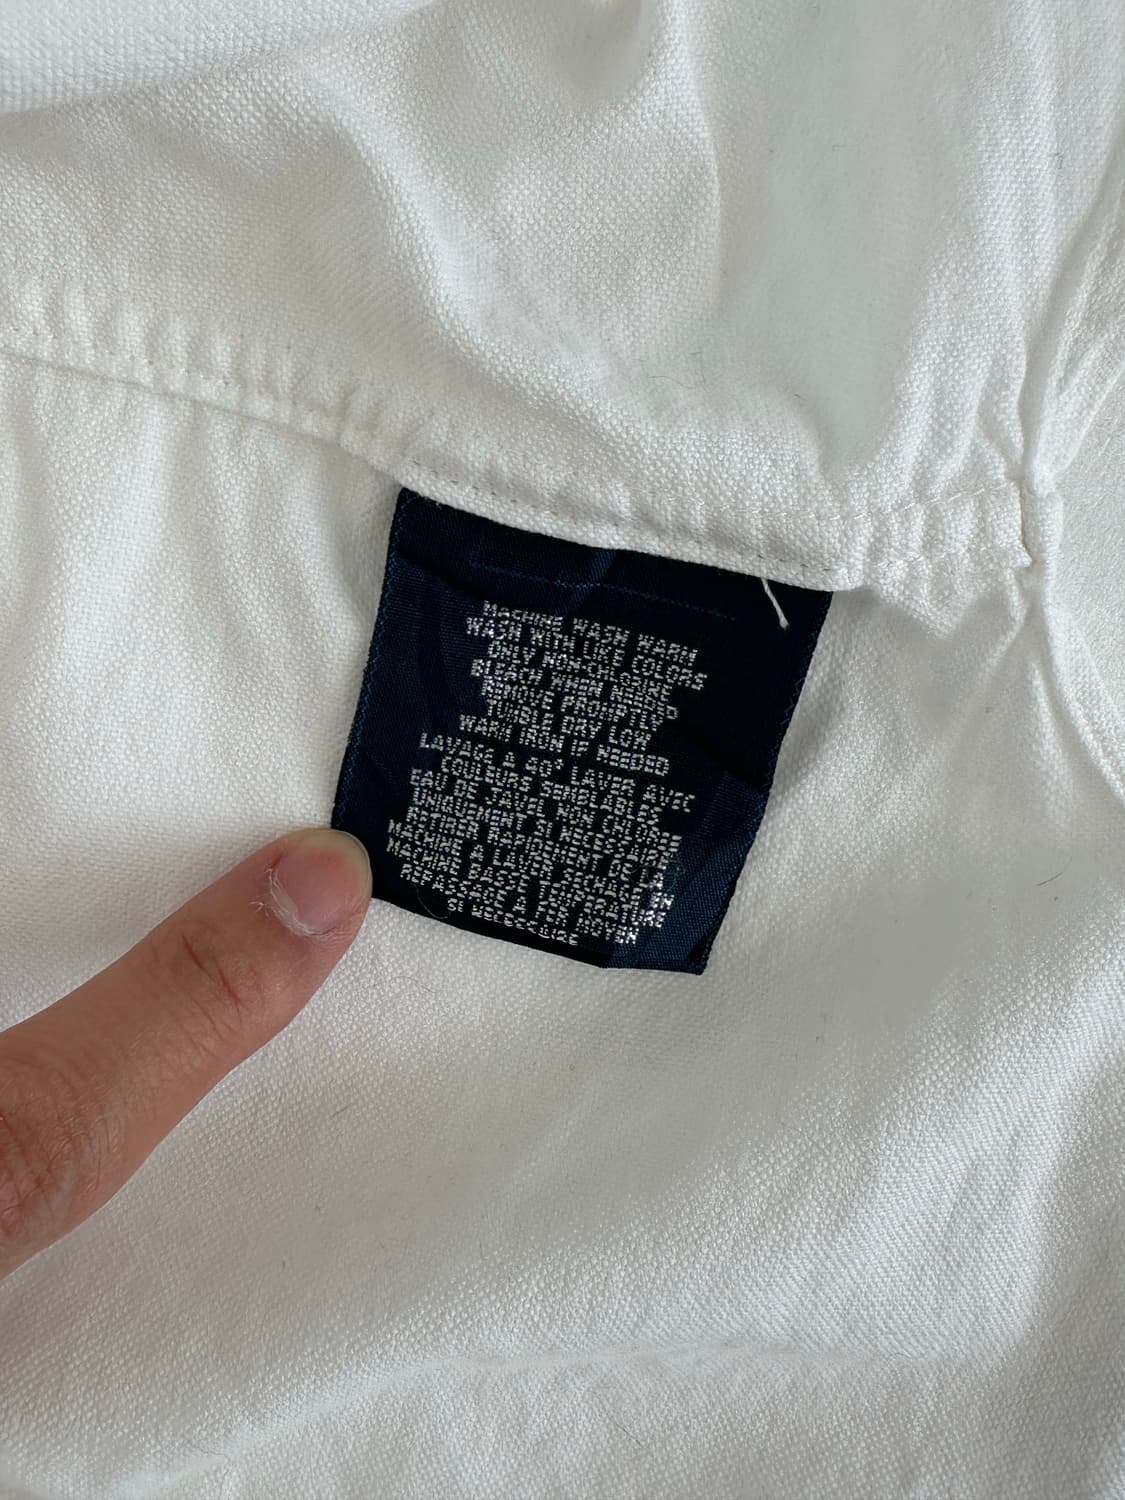 MACHINE WASH WARM
WASH WITH LIKE COLOURS
ONLY NON-CHLORINE
BLEACH WHEN NEEDED
REMOVE PROMPTLY
TUMBLE DRY LOW
WARM IRON IF NEEDED
LAVAGE A 40° LAVER AVEC
COULEURS SEMBLABLES
EAU DE JAVEL NON CHLOREE
UNIQUEMENT SI NECESSAIRE
RETIRER RAPIDEMENT DE LA
MACHINE A LAVER SECHAGE EN
MACHINE BASSE TEMPERATURE
REPASSAGE A FER MOYEN
SI NECESSAIRE